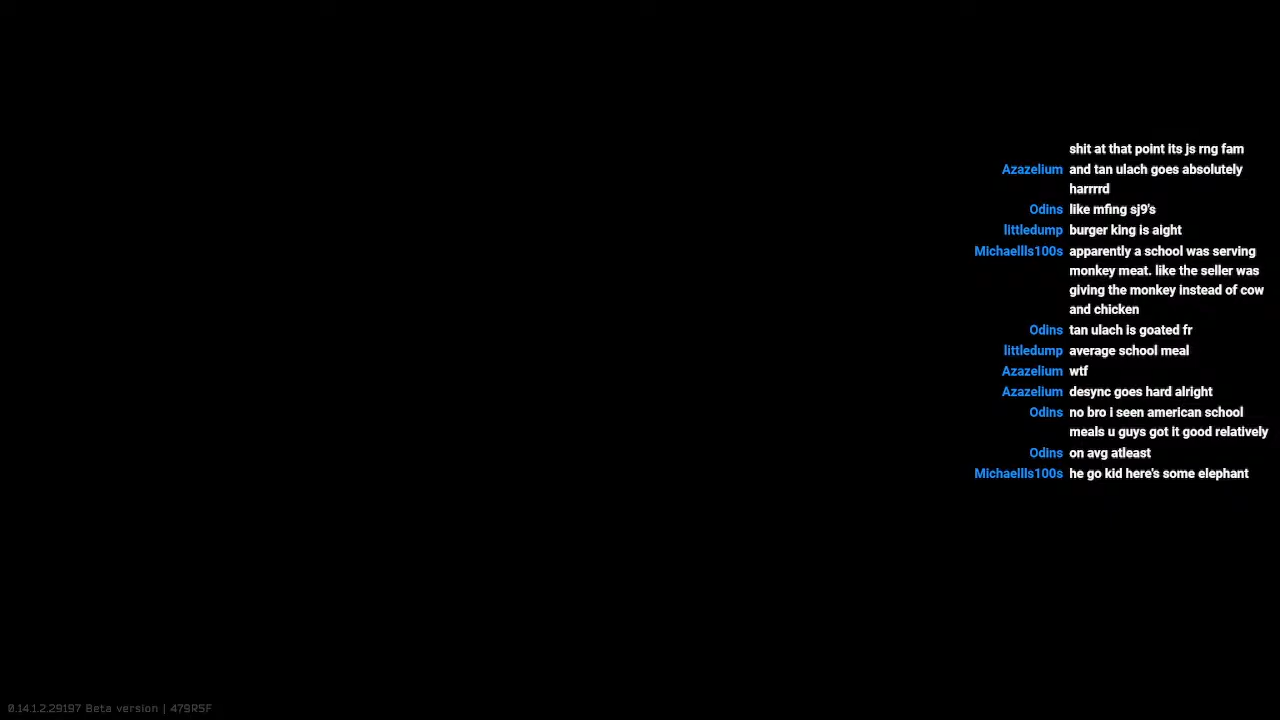 shit at that point its js rng fam
Azazelium and tan ulach goes absolutely
harrrrd
Odins like mfing sj9's
littledump burger king is aight
Michaellls100s apparently a school was serving
monkey meat. like the seller was
giving the monkey instead of cow
and chicken
Odins tan ulach is goated fr
littledump average school meal
Azazelium wtf
Azazelium desync goes hard alright
Odins no bro i seen american school
meals u guys got it good relatively
Odins on avg atleast
Michaellls100s he go kid here's some elephant
0.14.1.2.29197 Beta version | 479R5F